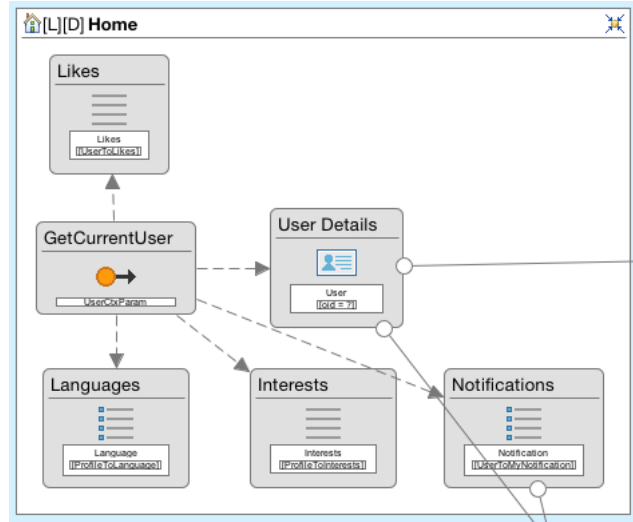 [L][D] Home
Likes
Likes
[UserToLikes]
GetCurrentUser
UserCtxParam
User Details
User
[oid = ?]
Languages
Language
[ProfileToLanguage]
Interests
Interests
[ProfileToInterests]
Notifications
Notification
[UserToMyNotification]